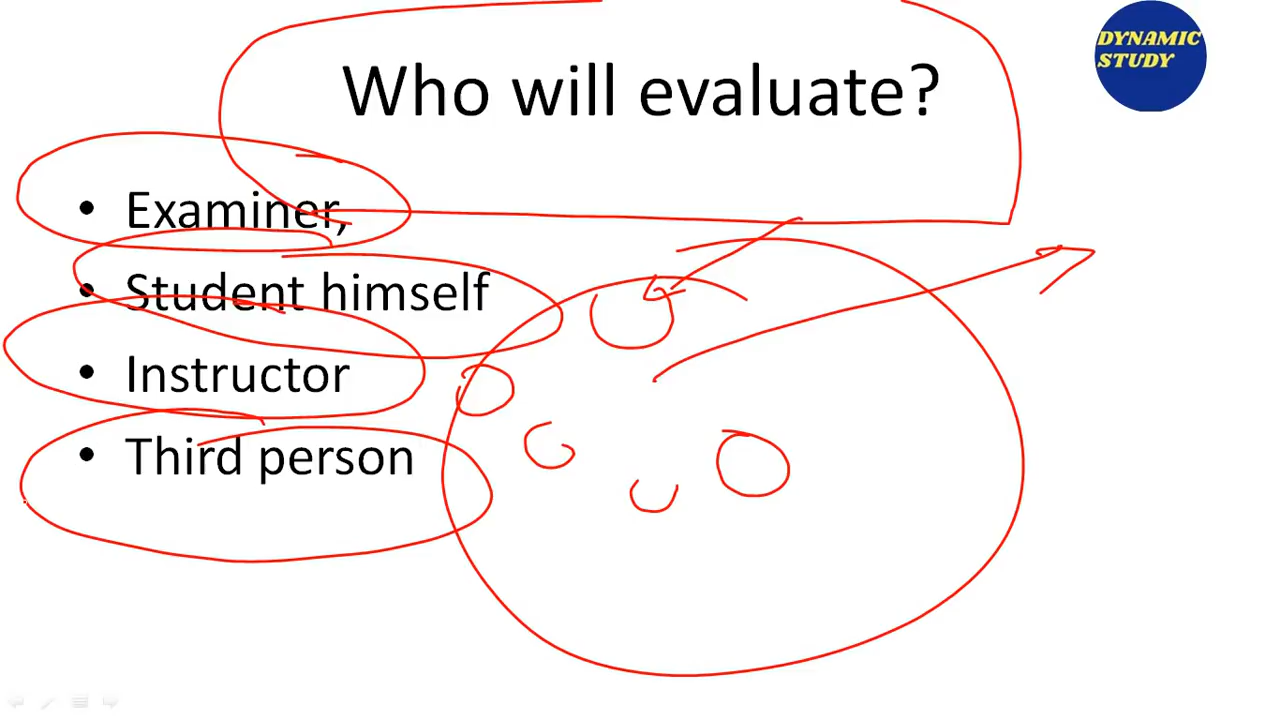 DYNAMIC
STUDY
Who will evaluate?
• Examiner,
• Student himself
• Instructor
• Third person